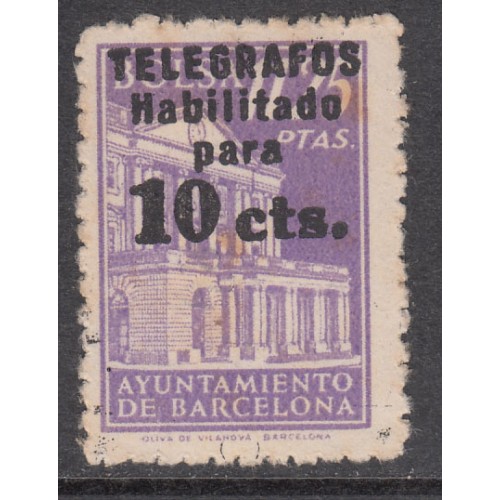 TELEGRAFOS
Habilitado
para
10 cts.
PTAS.
AYUNTAMIENTO
DE BARCELONA
OLIVA DE VILANOVA BARCELONA